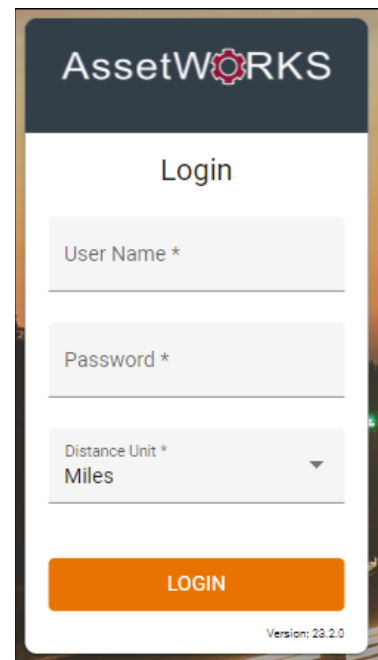 AssetWORKS
Login
User Name *
Password *
Distance Unit *
Miles
LOGIN
Version: 23.2.0